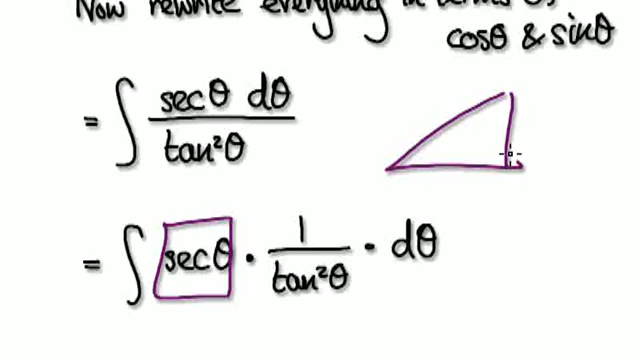 Now rewrite everything in terms of
cosθ & sinθ
= ∫ secθ dθ / tan²θ
= ∫ secθ · 1 / tan²θ · dθ